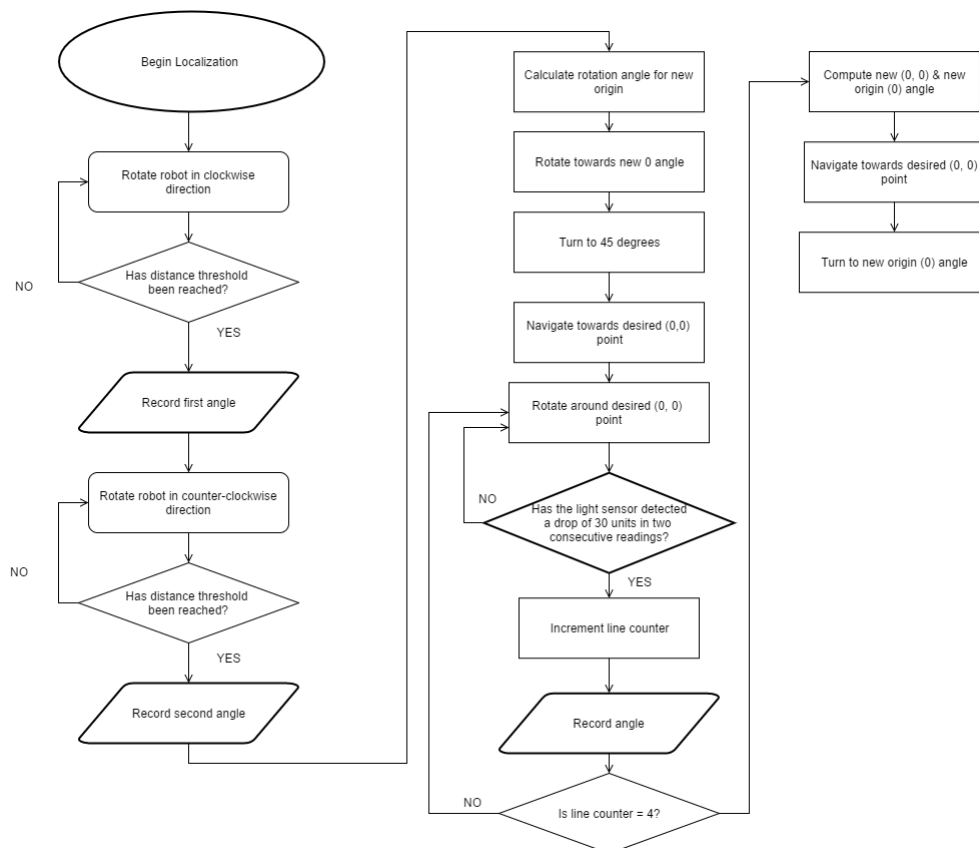 Begin Localization
Rotate robot in clockwise
direction
Has distance threshold
been reached?
NO
YES
Record first angle
Rotate robot in counter-clockwise
direction
NO
Has distance threshold
been reached?
YES
Record second angle
Calculate rotation angle for new
origin
Rotate towards new 0 angle
Turn to 45 degrees
Navigate towards desired (0,0)
point
Rotate around desired (0, 0)
point
NO
Has the light sensor detected
a drop of 30 units in two
consecutive readings?
YES
Increment line counter
Record angle
NO
Is line counter = 4?
Compute new (0, 0) & new
origin (0) angle
Navigate towards desired (0, 0)
point
Turn to new origin (0) angle